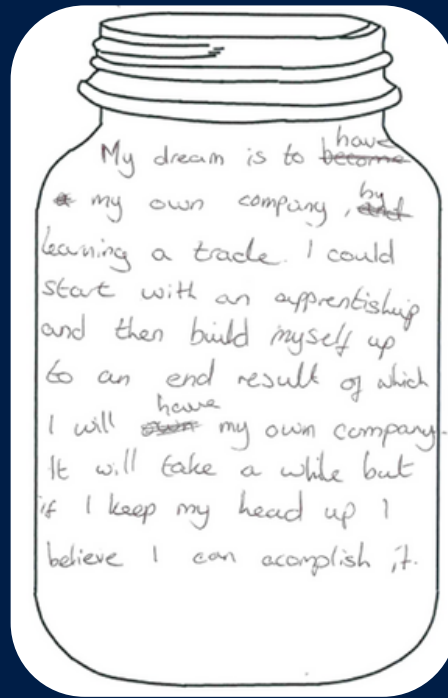 My dream is to have
my own company, by
learning a trade. I could
start with an apprentiship
and then build myself up
to an end result of which
I will have my own company.
It will take a while but
if I keep my head up I
believe I can acomplish it.